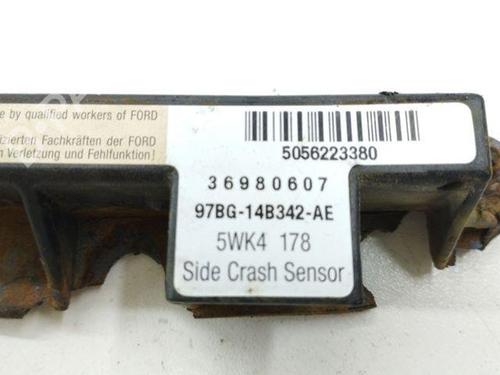 e by qualified workers of FORD
izierten Fachkräften der FORD
n Verletzung und Fehlfunktion!
5056223380
36980607
97BG-14B342-AE
5WK4 178
Side Crash Sensor